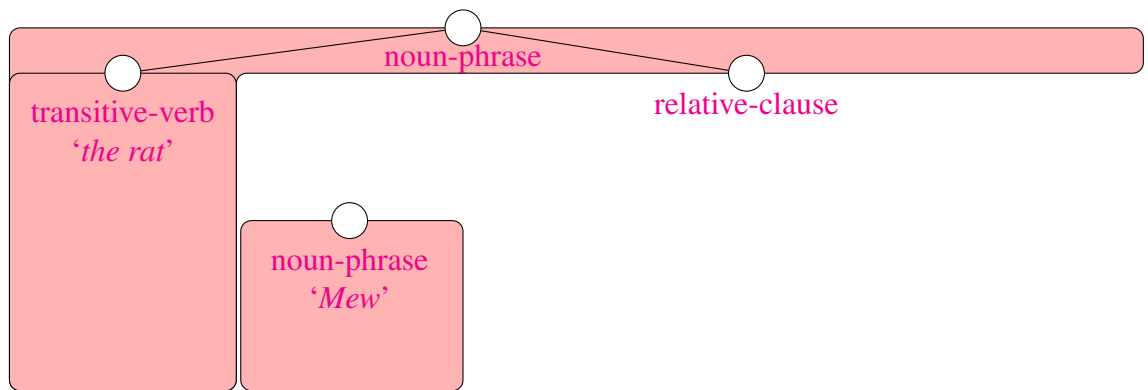 noun-phrase
transitive-verb
‘the rat’
relative-clause
noun-phrase
‘Mew’